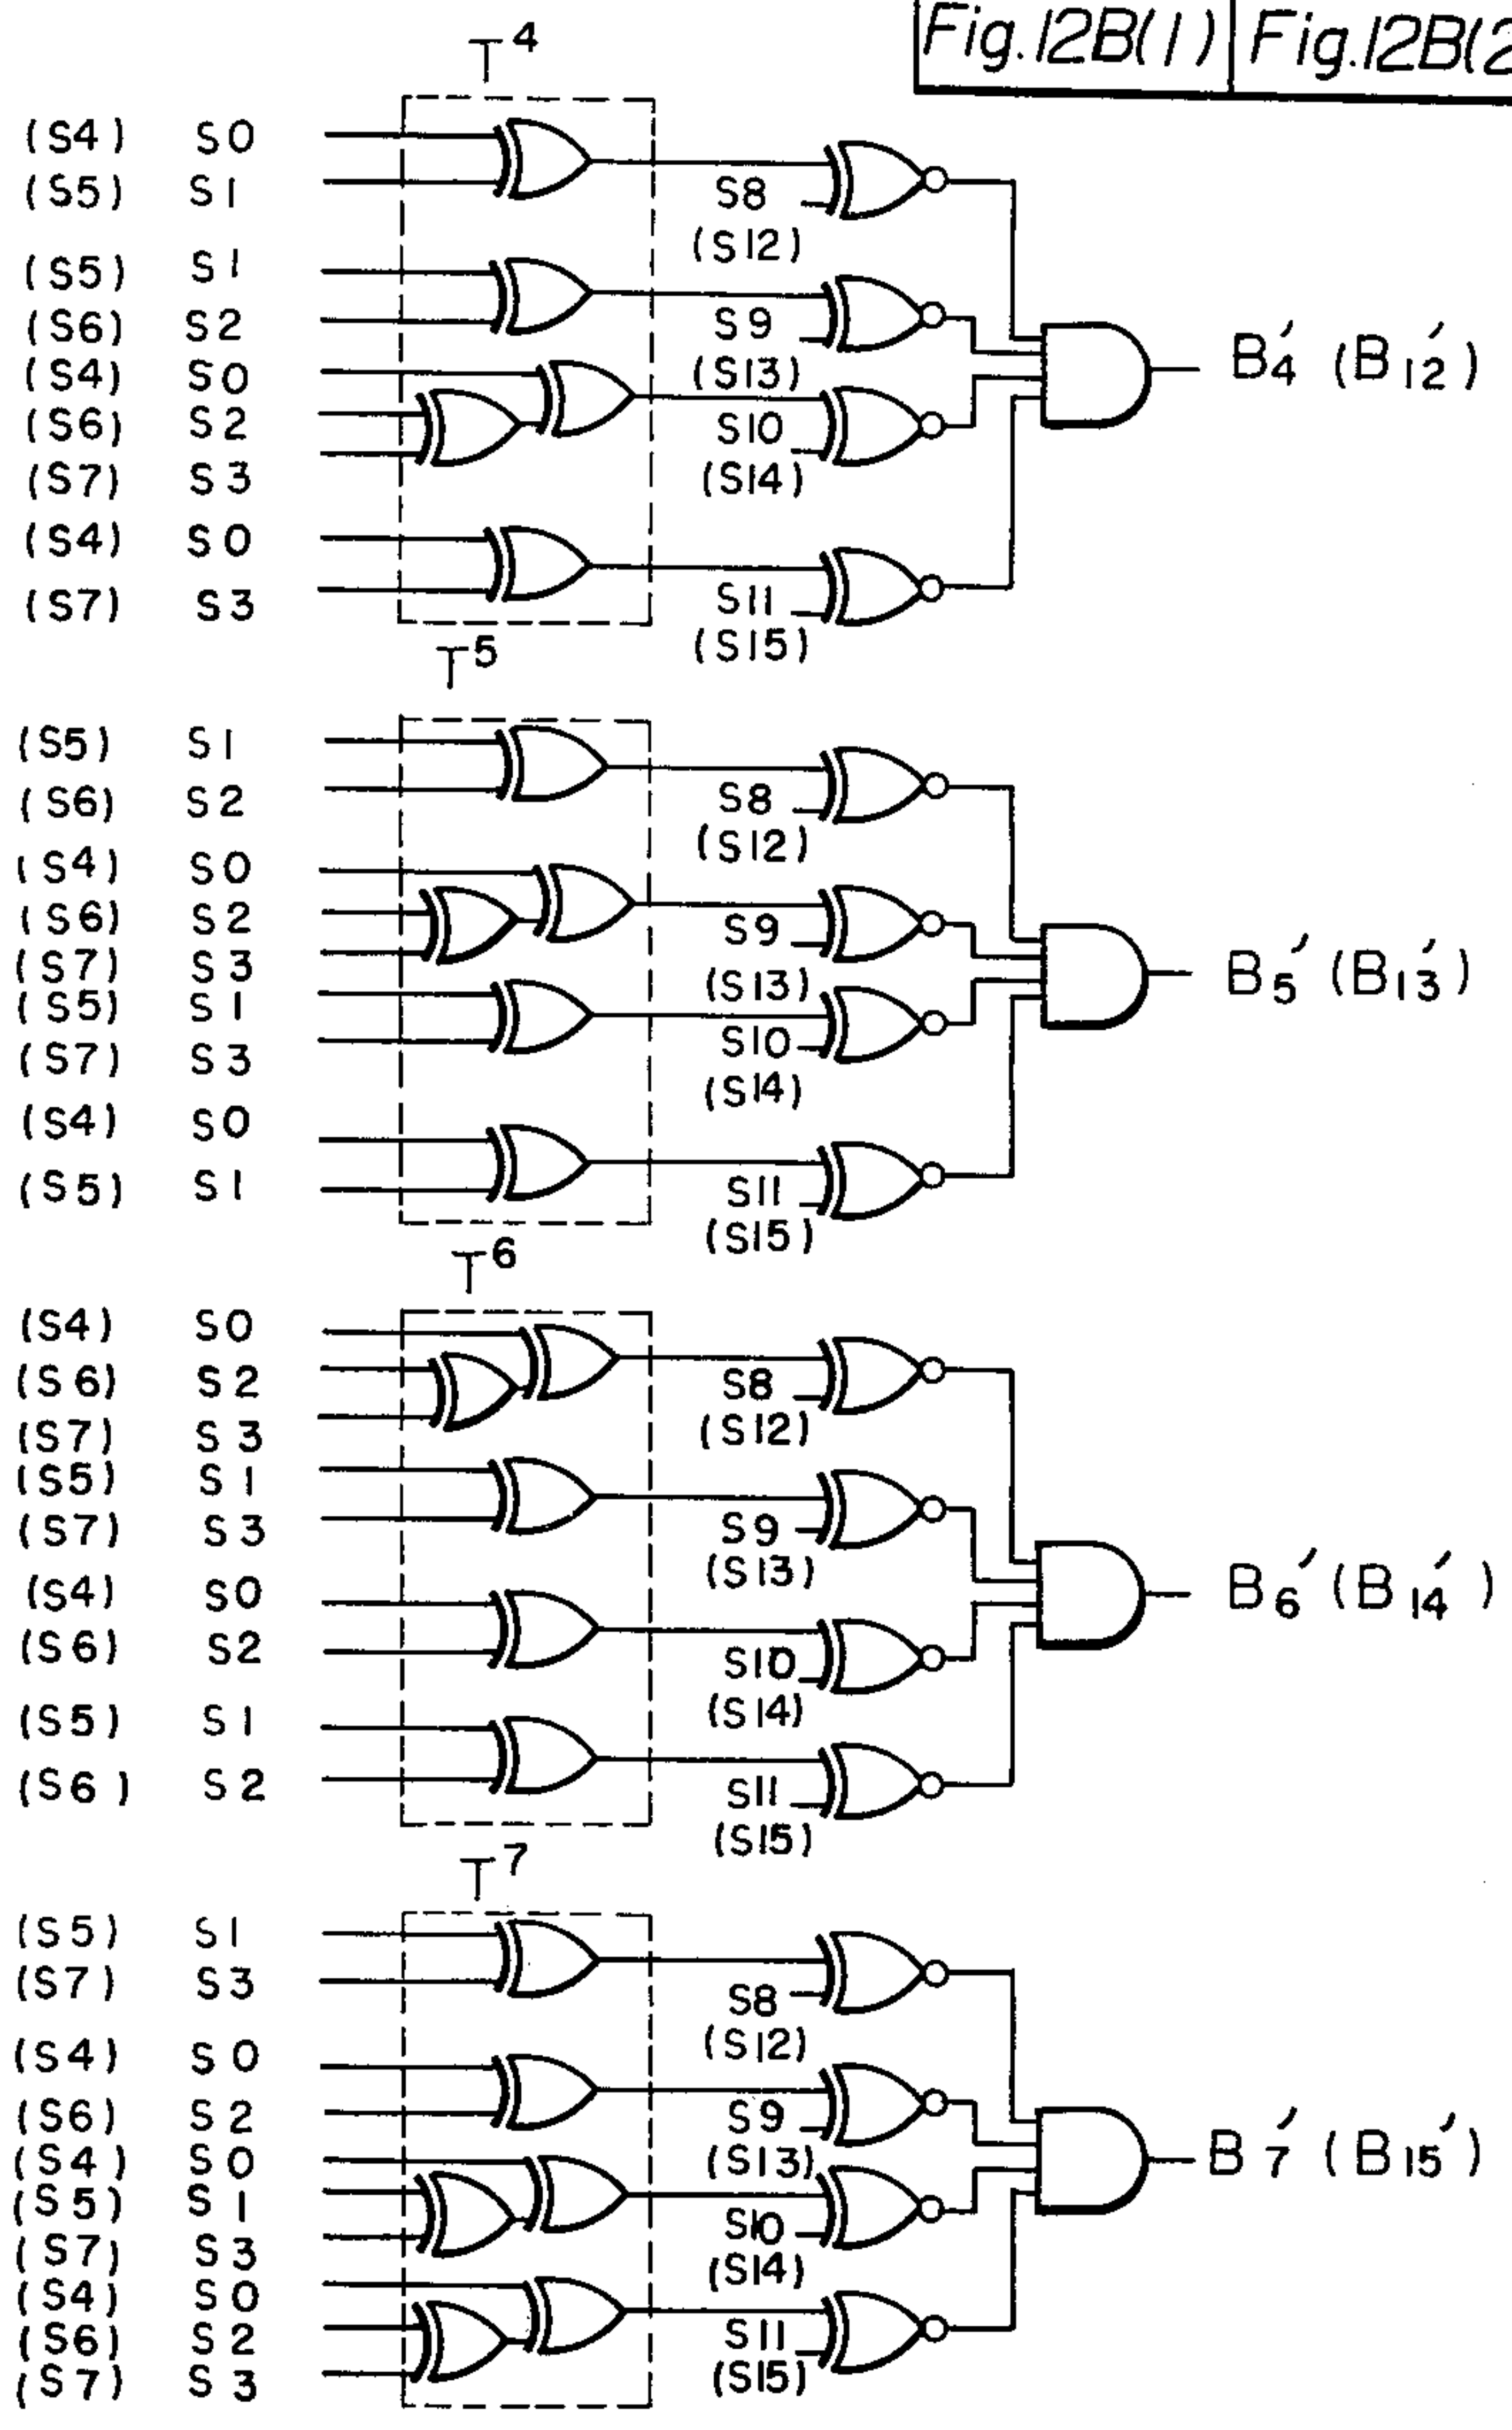 Fig.12B(1) Fig.12B(2
T4
(S4) S0
(S5) S1
S8
(S12)
(S5) S1
(S6) S2
S9
(S13)
(S4) S0
(S6) S2
(S7) S3
S10
(S14)
(S4) S0
(S7) S3
S11
(S15)
B4' (B12')
T5
(S5) S1
(S6) S2
S8
(S12)
(S4) S0
(S6) S2
(S7) S3
S9
(S13)
(S5) S1
(S7) S3
S10
(S14)
(S4) S0
(S5) S1
S11
(S15)
B5' (B13')
T6
(S4) S0
(S6) S2
(S7) S3
S8
(S12)
(S5) S1
(S7) S3
S9
(S13)
(S4) S0
(S6) S2
S10
(S14)
(S5) S1
(S6) S2
S11
(S15)
B6' (B14')
T7
(S5) S1
(S7) S3
S8
(S12)
(S4) S0
(S6) S2
S9
(S13)
(S4) S0
(S5) S1
(S7) S3
S10
(S14)
(S4) S0
(S6) S2
(S7) S3
S11
(S15)
B7' (B15')